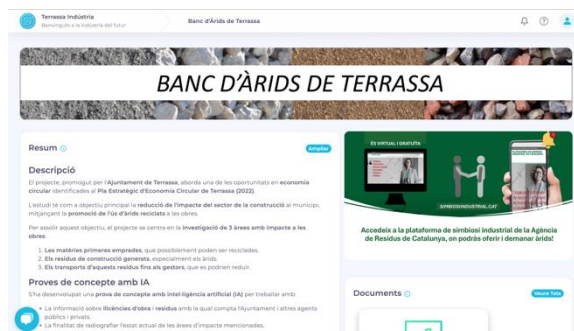 Terrassa Indústria
Benvinguts a la indústria del futur
Banc d'Àrids de Terrassa
BANC D'ÀRIDS DE TERRASSA
Resum
Ampliar
Descripció
El projecte, promogut per l'Ajuntament de Terrassa, aborda una de les oportunitats en economia
circular identificades al Pla Estratègic d'Economia Circular de Terrassa (2022).
L'estudi té com a objectiu principal la reducció de l'impacte del sector de la construcció al municipi,
mitjançant la promoció de l'ús d'àrids reciclats a les obres.
Per assolir aquest objectiu, el projecte se centra en la investigació de 3 àrees amb impacte a les
obres:
1. Les matèries primeres emprades, que possiblement poden ser reciclades.
2. Els residus de construcció generats, especialment els àrids.
3. Els transports d'aquests residus fins als gestors, que es podrien reduir.
Proves de concepte amb IA
S'ha desenvolupat una prova de concepte amb intel·ligència artificial (IA) per treballar amb:
La informació sobre llicències d'obra i residus amb la qual compta l'Ajuntament i altres agents
públics i privats.
La finalitat de radiografiar l'estat actual de les àrees d'impacte mencionades.
ÉS VIRTUAL I GRATUÏTA
SIMBIOSINDUSTRIAL.CAT
Accedeix a la plataforma de simbiosi industrial de la Agència
de Residus de Catalunya, on podràs oferir i demanar àrids!
Documents
Veure Tots